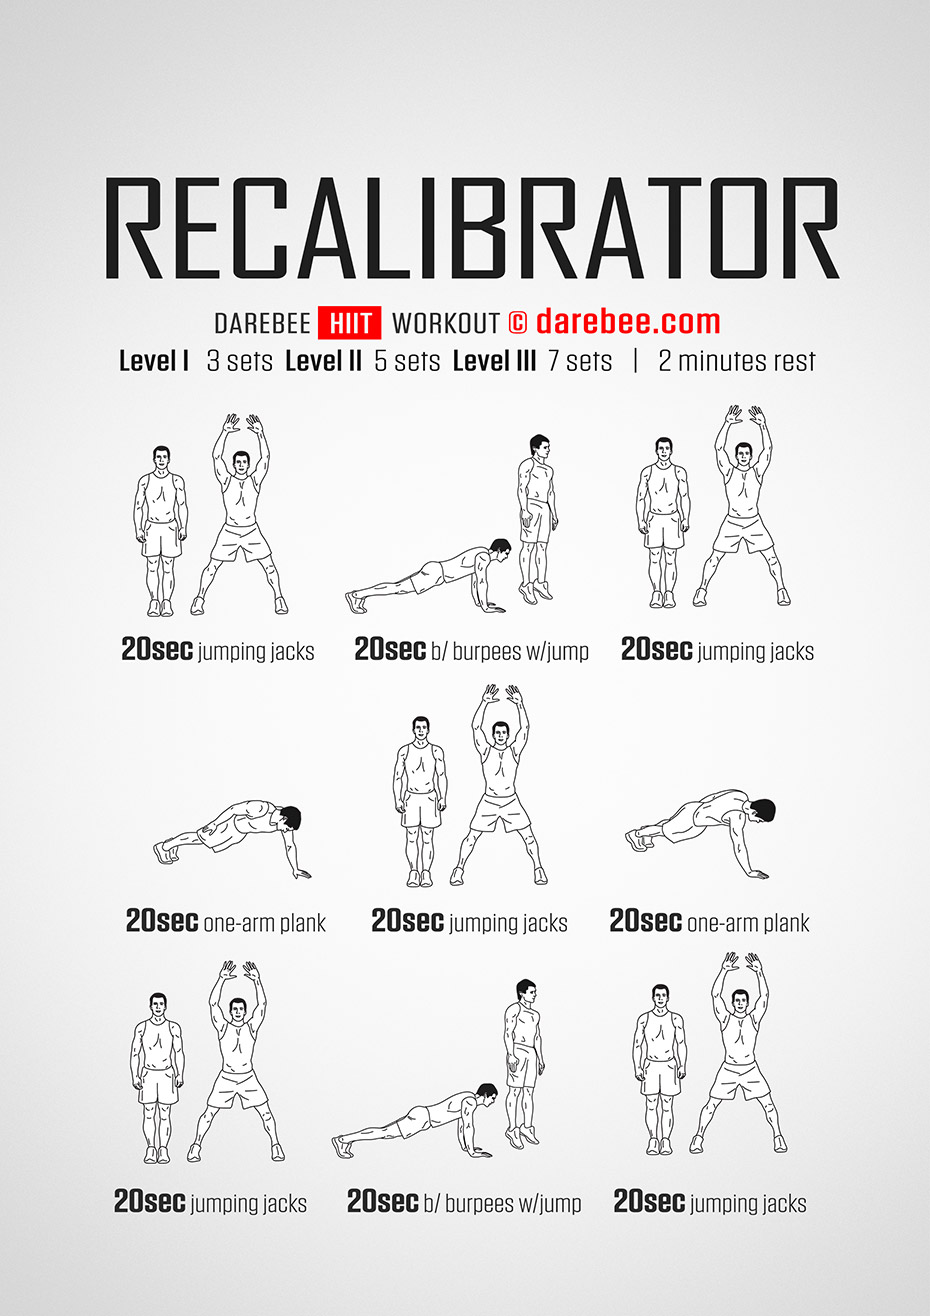 RECALIBRATOR
DAREBEE HIIT WORKOUT © darebee.com
Level I 3 sets Level II 5 sets Level III 7 sets | 2 minutes rest
20sec jumping jacks
20sec b/ burpees w/jump
20sec jumping jacks
20sec one-arm plank
20sec jumping jacks
20sec one-arm plank
20sec jumping jacks
20sec b/ burpees w/jump
20sec jumping jacks